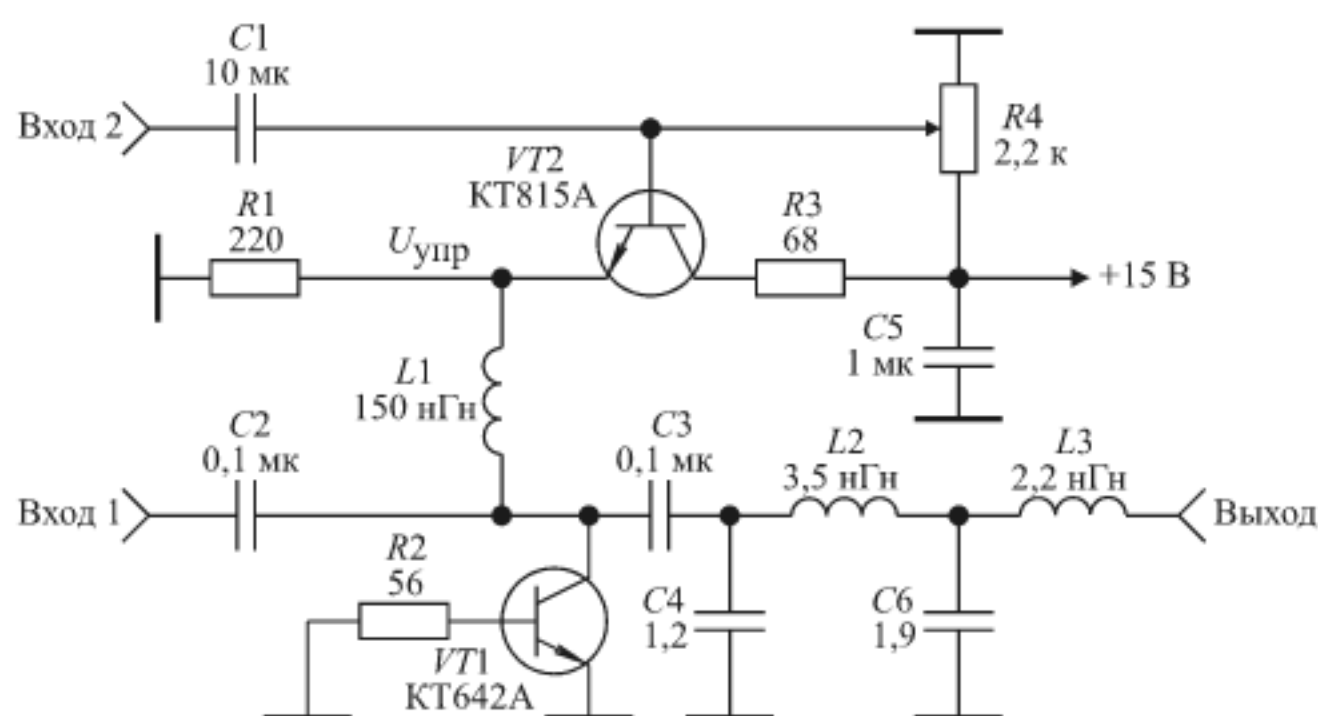 C1
10 мк
Вход 2
R4
2,2 к
VT2
КТ815А
R1
220
Uупр
R3
68
+15 В
C5
1 мк
L1
150 нГн
C2
0,1 мк
C3
0,1 мк
L2
3,5 нГн
L3
2,2 нГн
Вход 1
Выход
R2
56
C4
1,2
C6
1,9
VT1
КТ642А